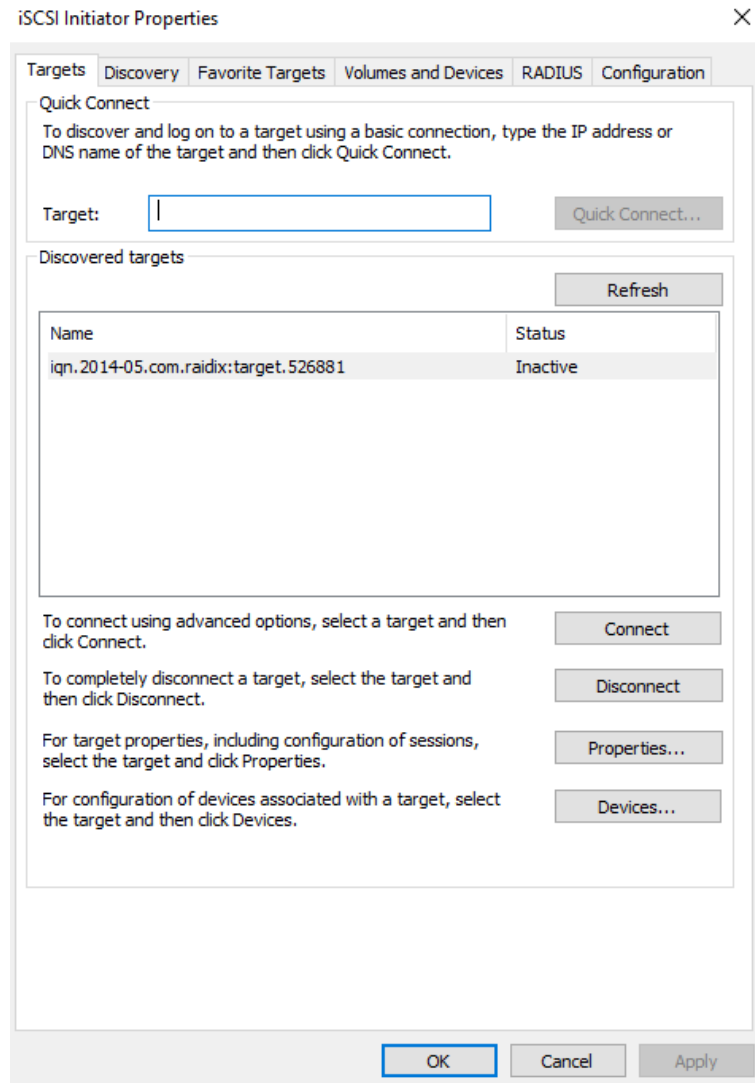 iSCSI Initiator Properties
Targets Discovery Favorite Targets Volumes and Devices RADIUS Configuration
Quick Connect
To discover and log on to a target using a basic connection, type the IP address or
DNS name of the target and then click Quick Connect.
Target: Quick Connect...
Discovered targets
Refresh
Name Status
iqn.2014-05.com.raidix:target.526881 Inactive
To connect using advanced options, select a target and then
click Connect.
Connect
To completely disconnect a target, select the target and
then click Disconnect.
Disconnect
For target properties, including configuration of sessions,
select the target and click Properties.
Properties...
For configuration of devices associated with a target, select
the target and then click Devices.
Devices...
OK Cancel Apply